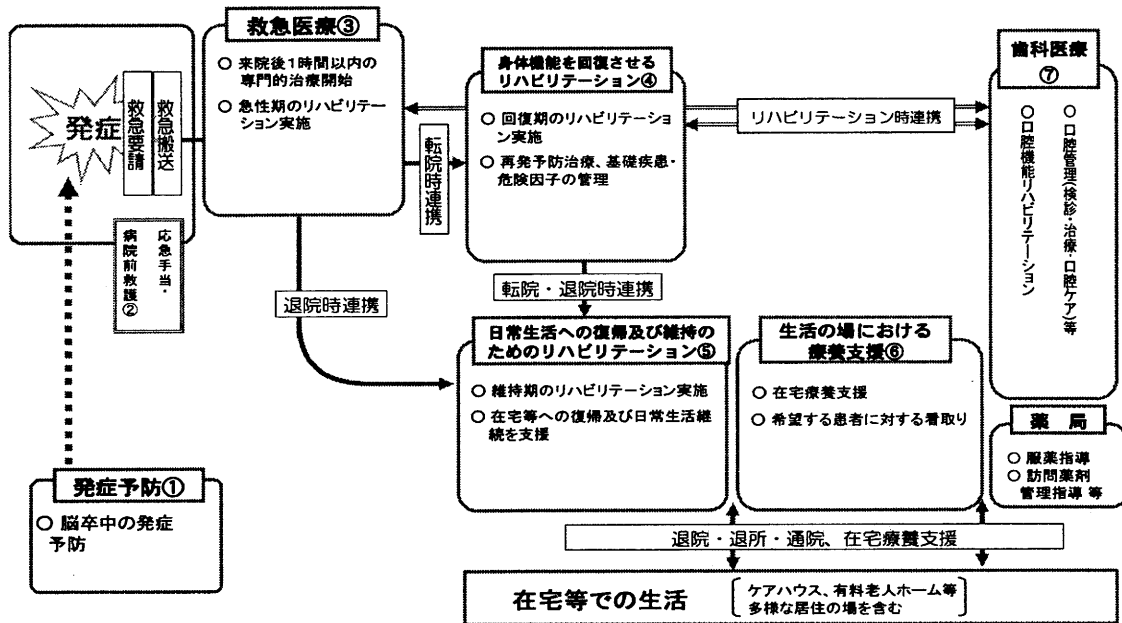 救急医療③
○ 来院後1時間以内の
専門的治療開始
○ 急性期のリハビリテー
ション実施
発症
救急要請
救急搬送
応急手当・
病院前救護②
転院時連携
身体機能を回復させる
リハビリテーション④
○ 回復期のリハビリテーショ
ン実施
○ 再発予防治療、基礎疾患・
危険因子の管理
リハビリテーション時連携
歯科医療
⑦
○ 口腔管理(検診・治療・口腔ケア)等
○ 口腔機能リハビリテーション
退院時連携
転院・退院時連携
日常生活への復帰及び維持の
ためのリハビリテーション⑤
○ 維持期のリハビリテーション実施
○ 在宅等への復帰及び日常生活継
続を支援
生活の場における
療養支援⑥
○ 在宅療養支援
○ 希望する患者に対する看取り
薬 局
○ 服薬指導
○ 訪問薬剤
管理指導 等
発症予防①
○ 脳卒中の発症
予防
退院・退所・通院、在宅療養支援
在宅等での生活
ケアハウス、有料老人ホーム等
多様な居住の場を含む